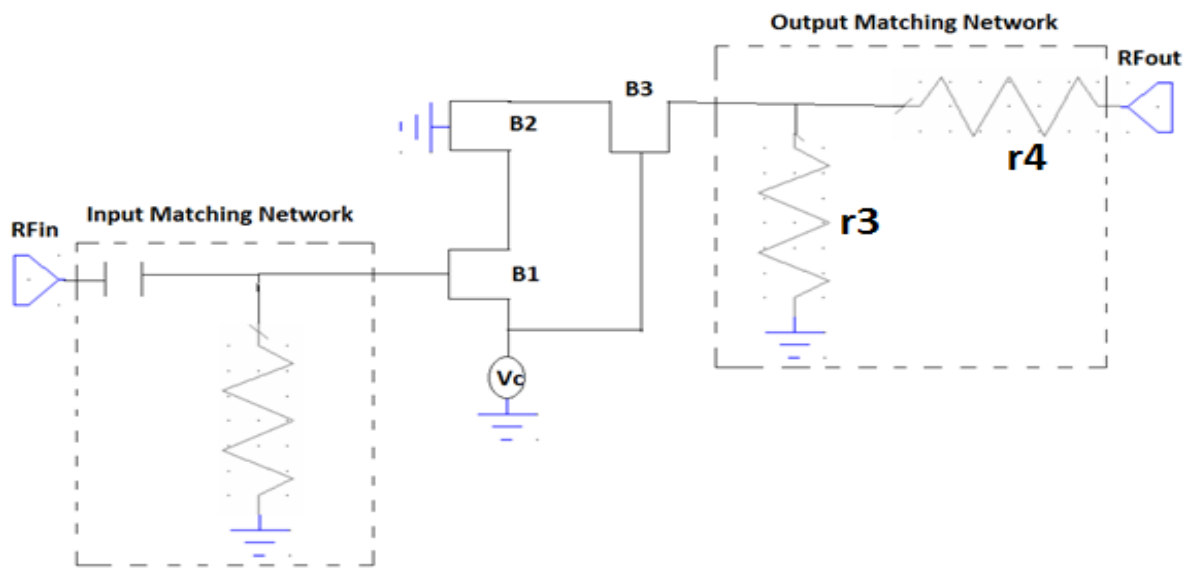 Output Matching Network
RFout
B3
B2
r4
Input Matching Network
r3
RFin
B1
Vc